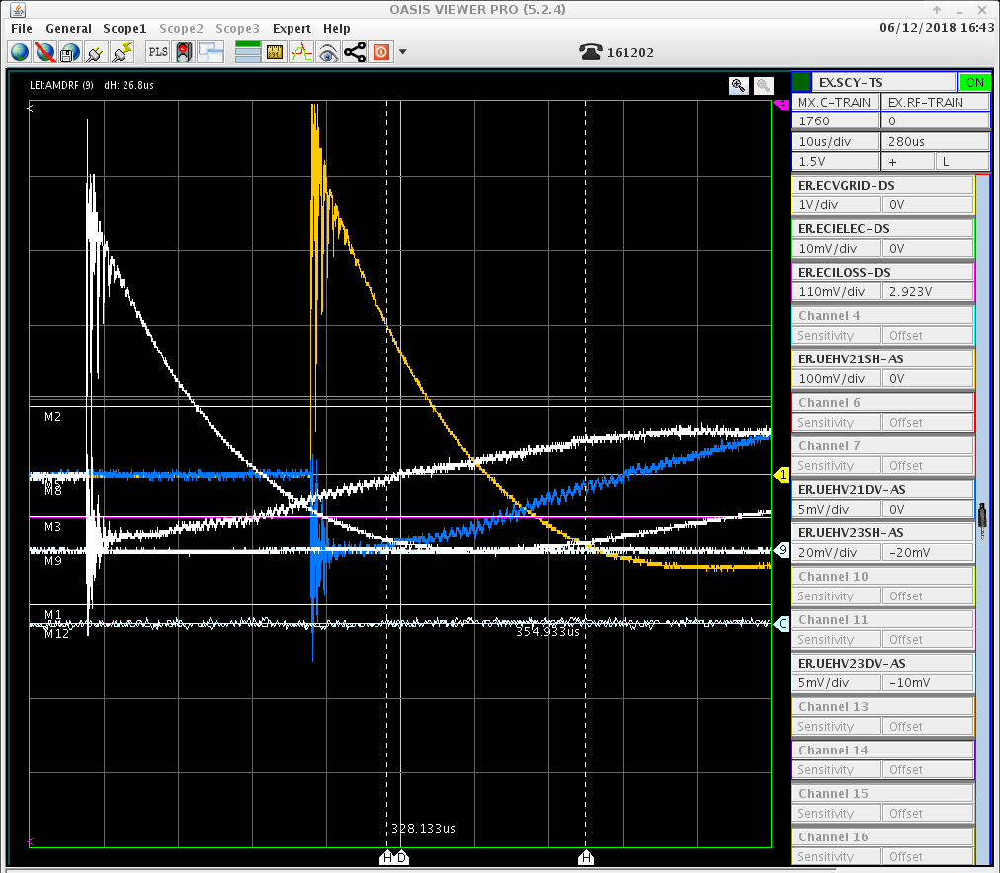 OASIS VIEWER PRO (5.2.4)
File General Scope1 Scope2 Scope3 Expert Help
06/12/2018 16:43
PLS
161202
LEI:AMDRF (9) dH: 26.8us
M2
M8
M3
M9
M1
M12
354.933us
328.133us
H D
H
5
1
9
C
EX.SCY-TS ON
MX.C-TRAIN EX.RF-TRAIN
1760 0
10us/div 280us
1.5V + L
ER.ECVGRID-DS
1V/div 0V
ER.ECIELEC-DS
10mV/div 0V
ER.ECILOSS-DS
110mV/div 2.923V
Channel 4
Sensitivity Offset
ER.UEHV21SH-AS
100mV/div 0V
Channel 6
Sensitivity Offset
Channel 7
Sensitivity Offset
ER.UEHV21DV-AS
5mV/div 0V
ER.UEHV23SH-AS
20mV/div -20mV
Channel 10
Sensitivity Offset
Channel 11
Sensitivity Offset
ER.UEHV23DV-AS
5mV/div -10mV
Channel 13
Sensitivity Offset
Channel 14
Sensitivity Offset
Channel 15
Sensitivity Offset
Channel 16
Sensitivity Offset